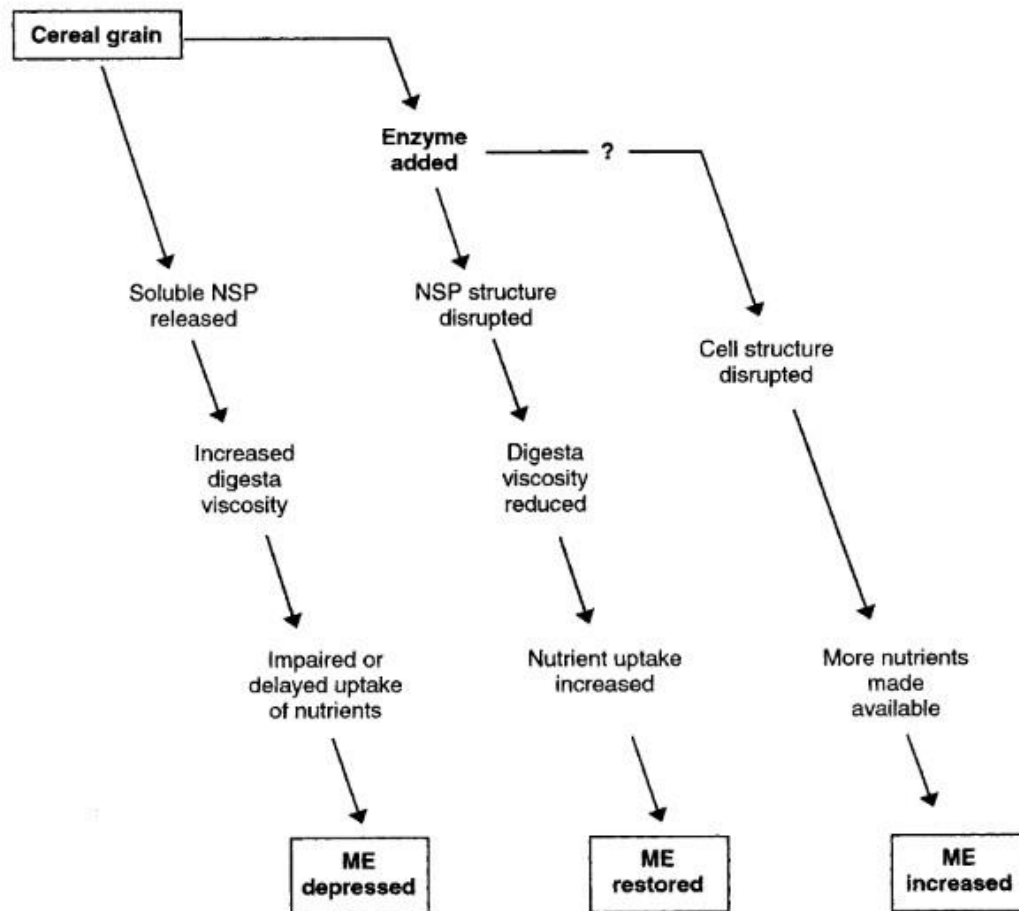 Cereal grain
Enzyme
added
?
Soluble NSP
released
NSP structure
disrupted
Cell structure
disrupted
Increased
digesta
viscosity
Digesta
viscosity
reduced
Impaired or
delayed uptake
of nutrients
Nutrient uptake
increased
More nutrients
made
available
ME
depressed
ME
restored
ME
increased